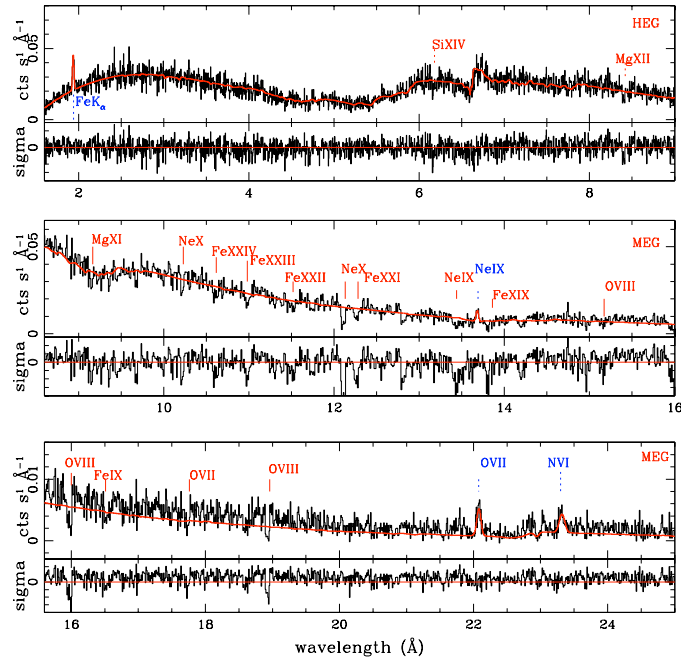 HEG
SiXIV
MgXII
FeKα
cts s⁻¹ Å⁻¹
0 0.05
sigma
0
2 4 6 8
MEG
MgXI
NeX
FeXXIV
FeXXIII
FeXXII
NeX
FeXXI
NeIX
NeIX
FeXIX
OVIII
cts s⁻¹ Å⁻¹
0 0.05
sigma
0
10 12 14 16
MEG
OVIII
FeIX
OVII
OVIII
OVII
NVI
cts s⁻¹ Å⁻¹
0 0.01
sigma
0
16 18 20 22 24
wavelength (Å)